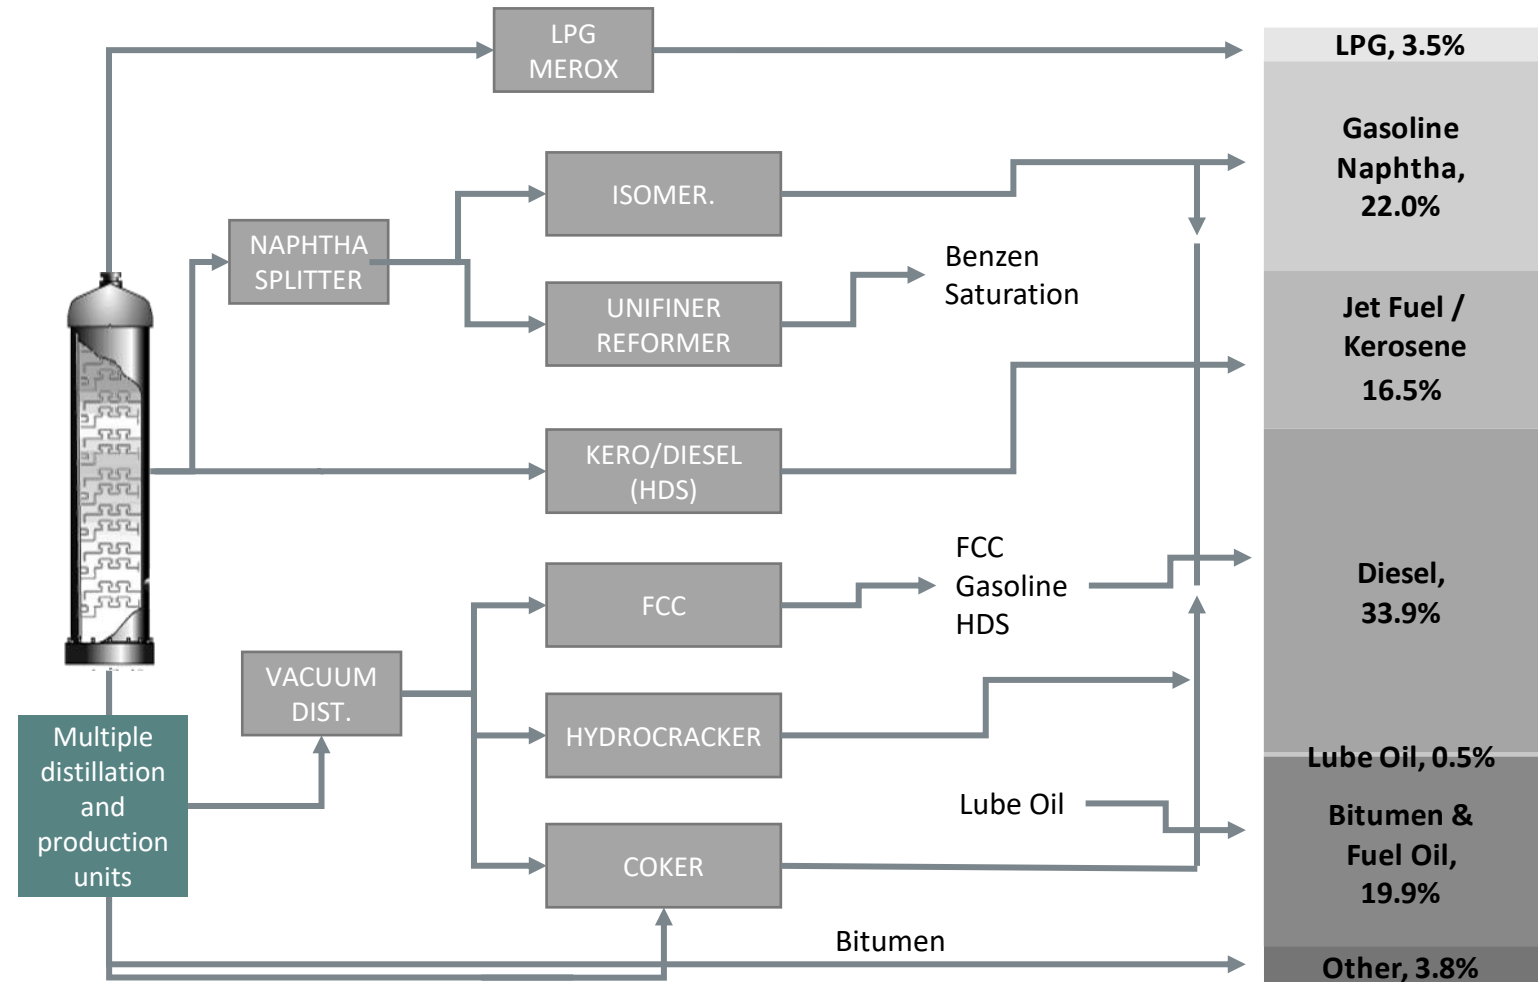 LPG
MEROX
LPG, 3.5%
Gasoline
Naphtha,
22.0%
ISOMER.
NAPHTHA
SPLITTER
Benzen
Saturation
UNIFINER
REFORMER
Jet Fuel /
Kerosene
16.5%
KERO/DIESEL
(HDS)
FCC
Gasoline
HDS
FCC
Diesel,
33.9%
VACUUM
DIST.
HYDROCRACKER
Multiple
distillation
and
production
units
Lube Oil, 0.5%
Lube Oil
Bitumen &
Fuel Oil,
19.9%
COKER
Bitumen
Other, 3.8%